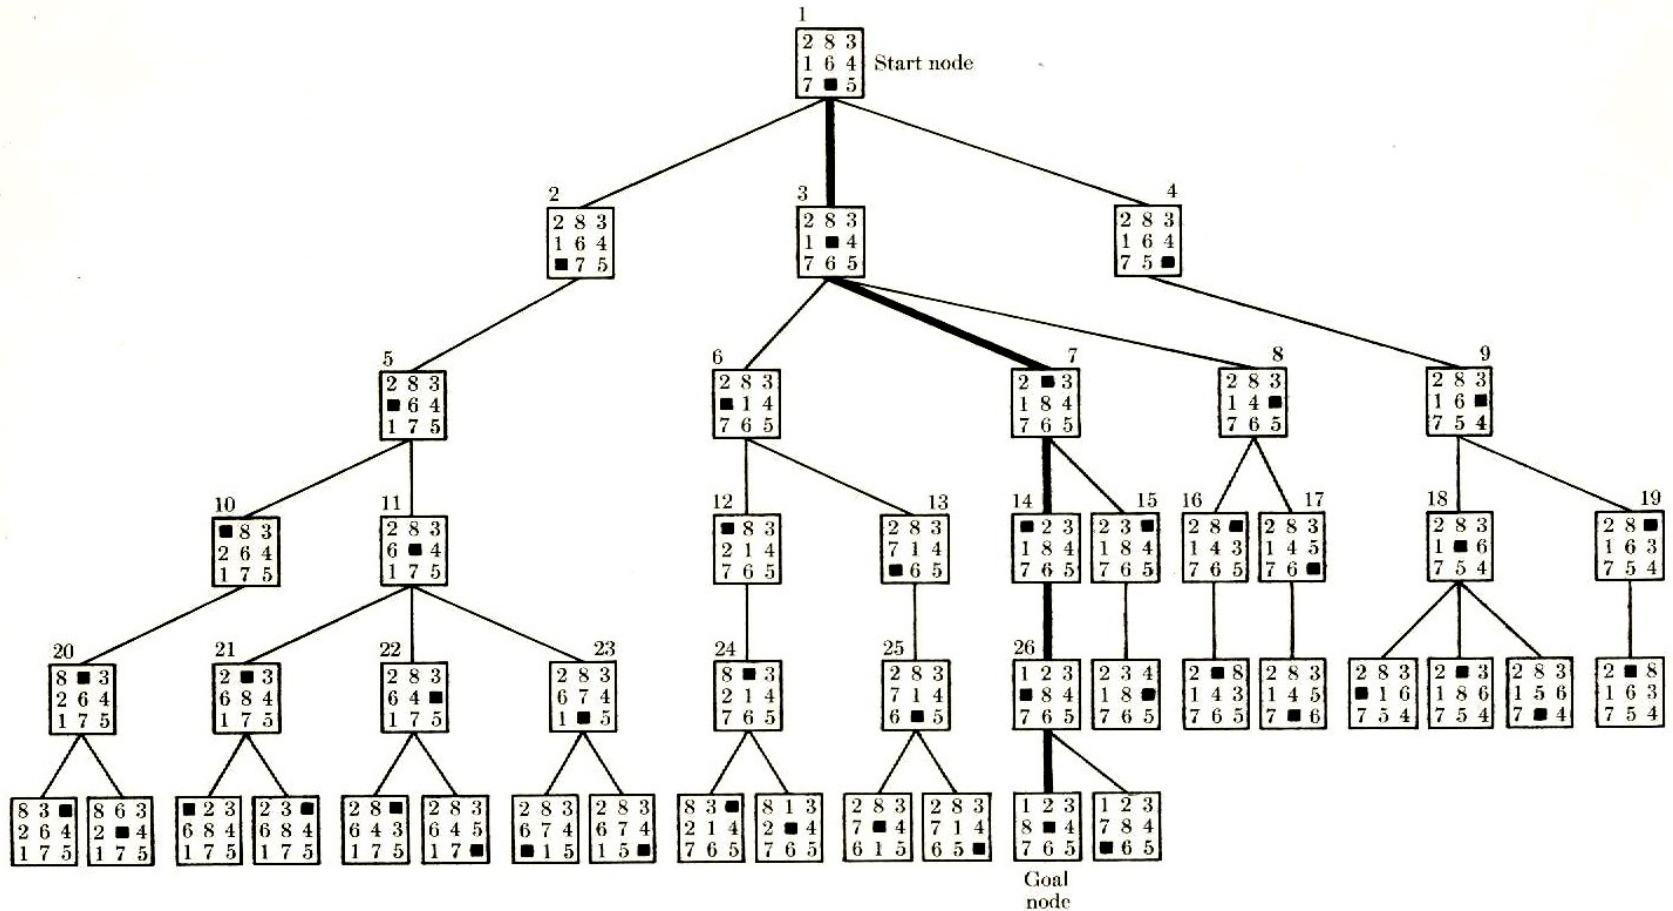 1
2 8 3
1 6 4
7 ■ 5
Start node
2
2 8 3
1 6 4
■ 7 5
3
2 8 3
1 ■ 4
7 6 5
4
2 8 3
1 6 4
7 5 ■
5
2 8 3
■ 6 4
1 7 5
6
2 8 3
■ 1 4
7 6 5
7
2 ■ 3
1 8 4
7 6 5
8
2 8 3
1 4 ■
7 6 5
9
2 8 3
1 6 ■
7 5 4
10
■ 8 3
2 6 4
1 7 5
11
2 8 3
6 ■ 4
1 7 5
12
■ 8 3
2 1 4
7 6 5
13
2 8 3
7 1 4
■ 6 5
14
■ 2 3
1 8 4
7 6 5
15
2 3 ■
1 8 4
7 6 5
16
2 8 ■
1 4 3
7 6 5
17
2 8 3
1 4 5
7 6 ■
18
2 8 3
1 ■ 6
7 5 4
19
2 8 ■
1 6 3
7 5 4
20
8 ■ 3
2 6 4
1 7 5
21
2 ■ 3
6 8 4
1 7 5
22
2 8 3
6 4 ■
1 7 5
23
2 8 3
6 7 4
1 ■ 5
24
8 ■ 3
2 1 4
7 6 5
25
2 8 3
7 1 4
6 ■ 5
26
1 2 3
■ 8 4
7 6 5
2 3 4
1 8 ■
7 6 5
2 ■ 8
1 4 3
7 6 5
2 8 3
1 4 5
7 ■ 6
2 8 3
■ 1 6
7 5 4
2 ■ 3
1 8 6
7 5 4
2 8 3
1 5 6
7 ■ 4
2 ■ 8
1 6 3
7 5 4
8 3 ■
2 6 4
1 7 5
8 6 3
2 ■ 4
1 7 5
■ 2 3
6 8 4
1 7 5
2 3 ■
6 8 4
1 7 5
2 8 ■
6 4 3
1 7 5
2 8 3
6 4 5
1 7 ■
2 8 3
6 7 4
■ 1 5
2 8 3
6 7 4
1 5 ■
8 3 ■
2 1 4
7 6 5
8 1 3
2 ■ 4
7 6 5
2 8 3
7 ■ 4
6 1 5
2 8 3
7 1 4
6 5 ■
1 2 3
8 ■ 4
7 6 5
1 2 3
7 8 4
■ 6 5
Goal
node